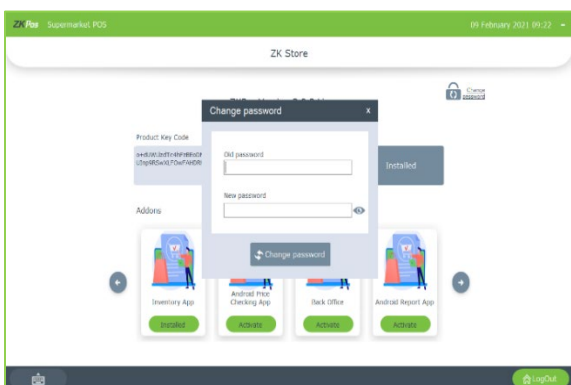 ZKPos Supermarket POS
09 February 2021 09:22
ZK Store
Change
password
Change password
x
Product Key Code
Old password
Installed
New password
Addons
Change password
Inventory App
Android Price
Checking App
Back Office
Android Report App
Installed
Activate
Activate
Activate
LogOut